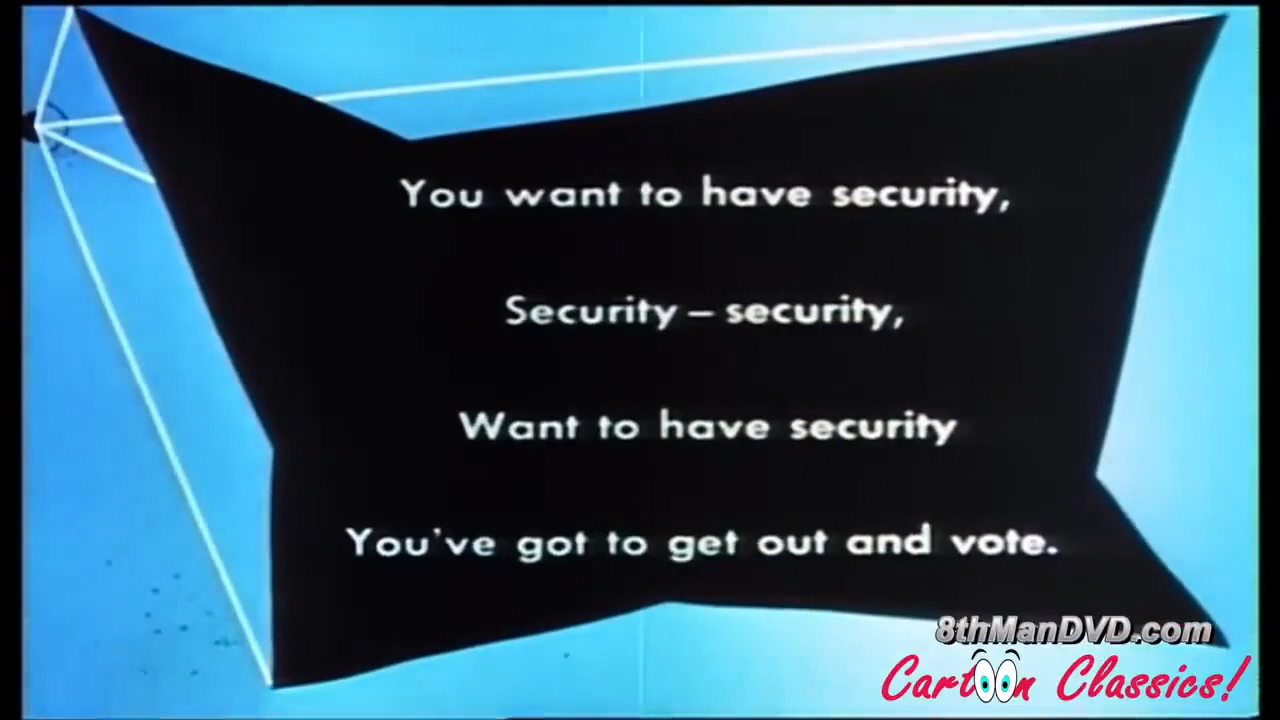 You want to have security,
Security – security,
Want to have security
You've got to get out and vote.
8thManDVD.com
Cartoon Classics!